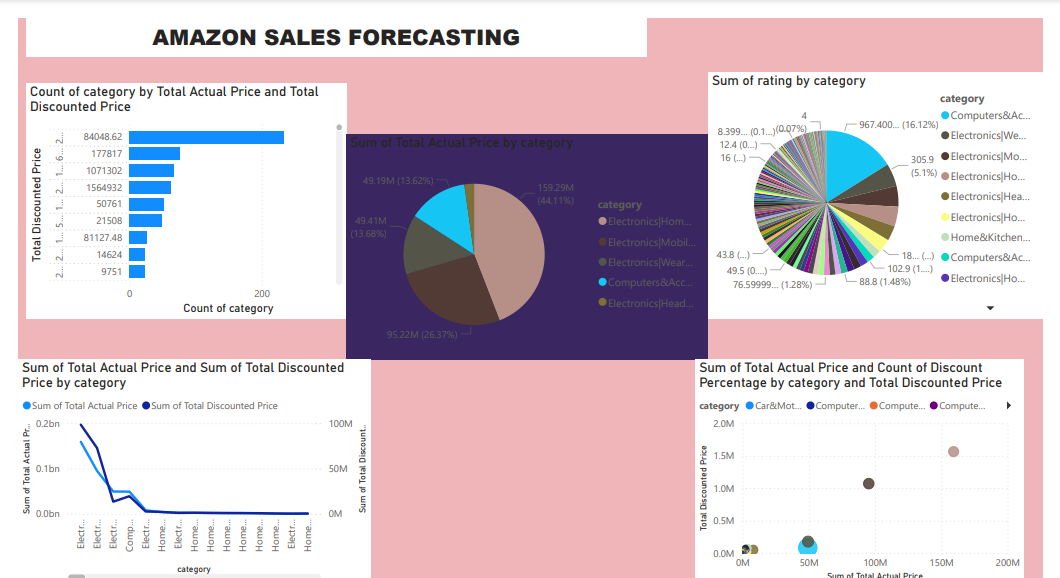 AMAZON SALES FORECASTING
Count of category by Total Actual Price and Total
Discounted Price
Total Discounted Price
2...
84048.62
6...
177817
1...
1071302
2...
1564932
1...
50761
5...
21508
1...
81127.48
2...
14624
2...
9751
0
200
Count of category
Sum of Total Actual Price by category
49.19M (13.62%)
159.29M
(44.11%)
49.41M
(13.68%)
95.22M (26.37%)
category
Electronics|Hom...
Electronics|Mobil...
Electronics|Wear...
Computers&Acc...
Electronics|Head...
Sum of rating by category
4
(0.07%)
8.399... (0.1...)
12.4 (0...)
16 (...)
967.400... (16.12%)
305.9
(5.1%)
43.8 (...)
49.5 (0....)
76.59999... (1.28%)
18... (...)
102.9 (1....)
88.8 (1.48%)
category
Computers&Ac...
Electronics|We...
Electronics|Mo...
Electronics|Ho...
Electronics|Hea...
Electronics|Ho...
Home&Kitchen...
Computers&Ac...
Electronics|Ho...
Sum of Total Actual Price and Sum of Total Discounted
Price by category
Sum of Total Actual Price
Sum of Total Discounted Price
Sum of Total Actual Pr...
0.2bn
0.1bn
0.0bn
100M
50M
0M
Sum of Total Discount...
Electr...
Electr...
Electr...
Comp...
Electr...
Home...
Electr...
Home...
Home...
Home...
Home...
Home...
Home...
Electr...
Home...
category
Sum of Total Actual Price and Count of Discount
Percentage by category and Total Discounted Price
category
Car&Mot...
Computer...
Compute...
Compute...
Total Discounted Price
2.0M
1.5M
1.0M
0.5M
0.0M
0M
50M
100M
150M
200M
Sum of Total Actual Price